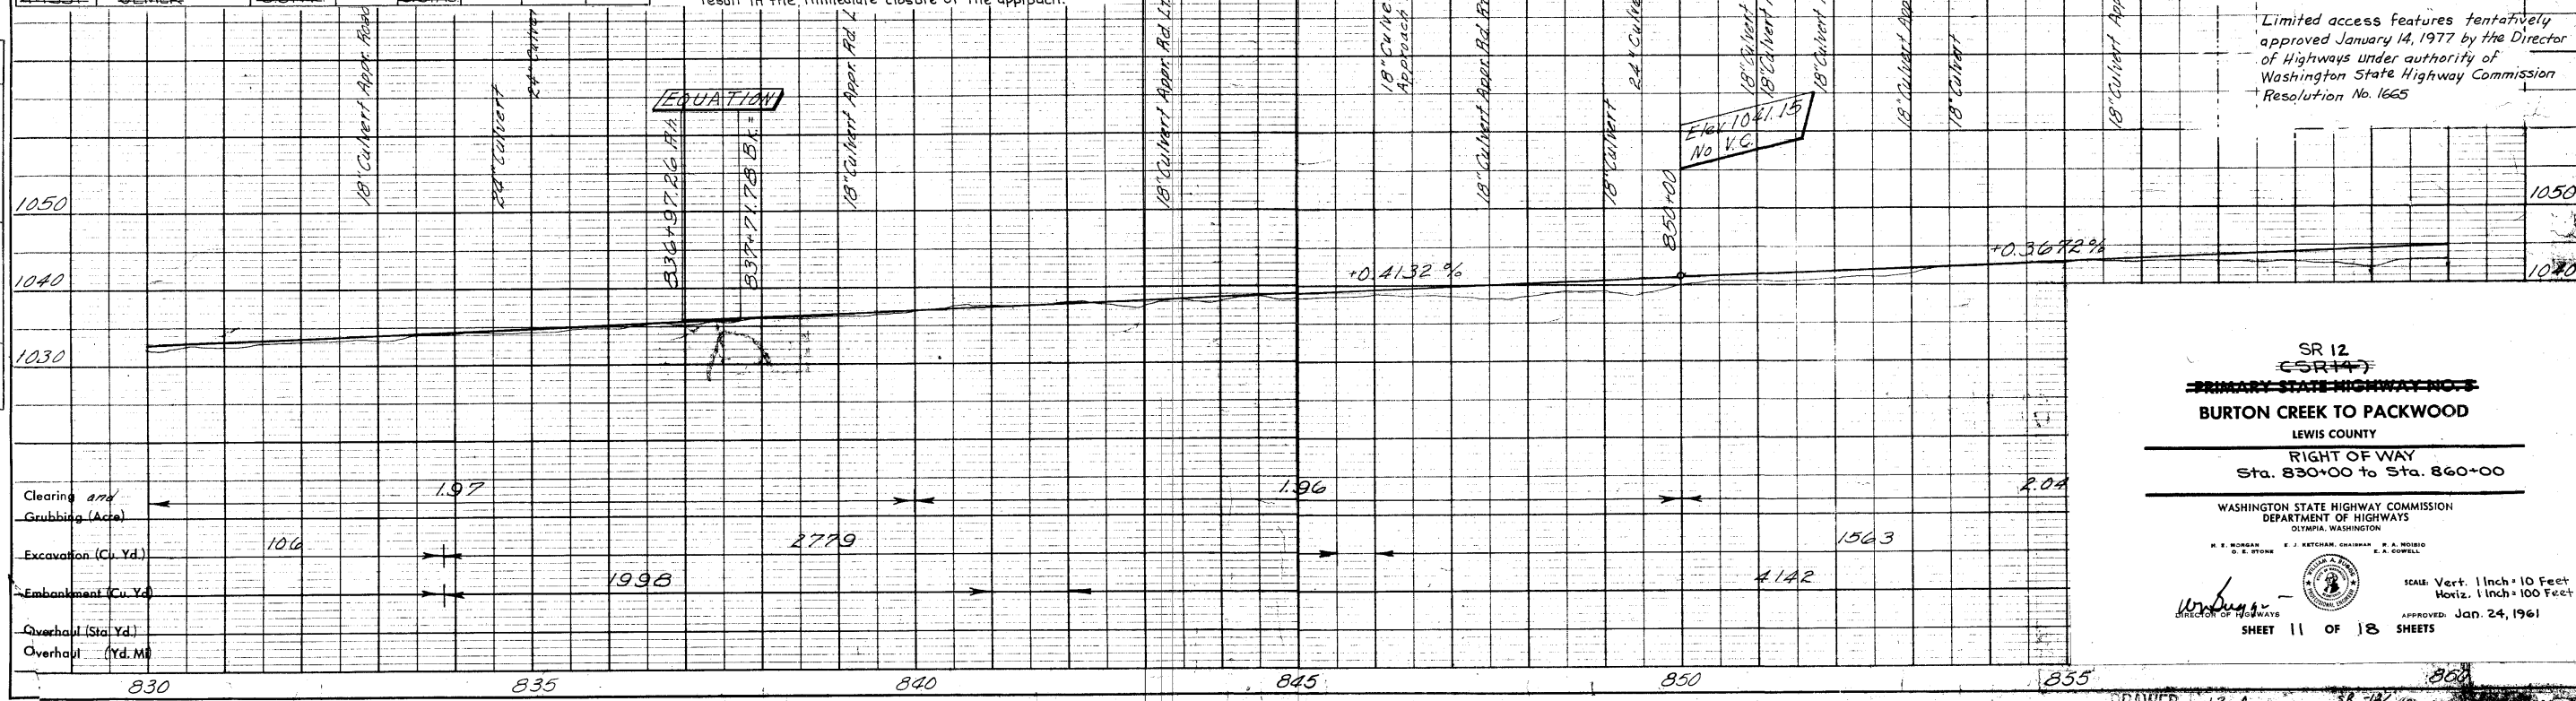 result in the immediate closure of the approach.
18" Culvert Appr. Road
24" Culvert
24" Culvert
EQUATION
836+97.26 Ah.
837+71.78 Bk.=
18" Culvert Appr. Rd. L
18" Culvert Appr. Rd. Lt.
18" Culve
Approach
18" Culvert Appr. Rd. Rt
18" Culvert
24" Culve
18" Culvert
18" Culvert
18" Culvert
Elev. 1041.15
No V.C.
850+00
18" Culvert App
18" Culvert
18" Culvert App
Limited access features tentatively
approved January 14, 1977 by the Director
of Highways under authority of
Washington State Highway Commission
Resolution No. 1665
1050
1050
1040
+0.4132 %
+0.3672 %
1040
1030
SR 12
(SR 14)
PRIMARY STATE HIGHWAY NO. 5
BURTON CREEK TO PACKWOOD
LEWIS COUNTY
RIGHT OF WAY
Sta. 830+00 to Sta. 860+00
WASHINGTON STATE HIGHWAY COMMISSION
DEPARTMENT OF HIGHWAYS
OLYMPIA, WASHINGTON
E. J. KETCHAM, CHAIRMAN
E. A. COWELL
SCALE: Vert. 1 Inch = 10 Feet
Horiz. 1 Inch = 100 Feet
DIRECTOR OF HIGHWAYS
APPROVED: Jan. 24, 1961
SHEET 11 OF 18 SHEETS
Clearing and
Grubbing (Acre)
1.97
1.96
2.04
Excavation (Cu. Yd.)
106
2779
1563
Embankment (Cu. Yd)
1998
4142
Overhaul (Sta. Yd.)
Overhaul (Yd. Mi)
830
835
840
845
850
855
860